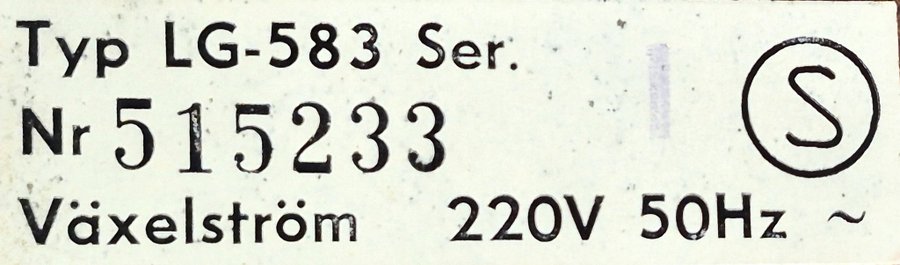 Typ LG-583 Ser.
Nr 515233
S
Växelström 220V 50Hz ~